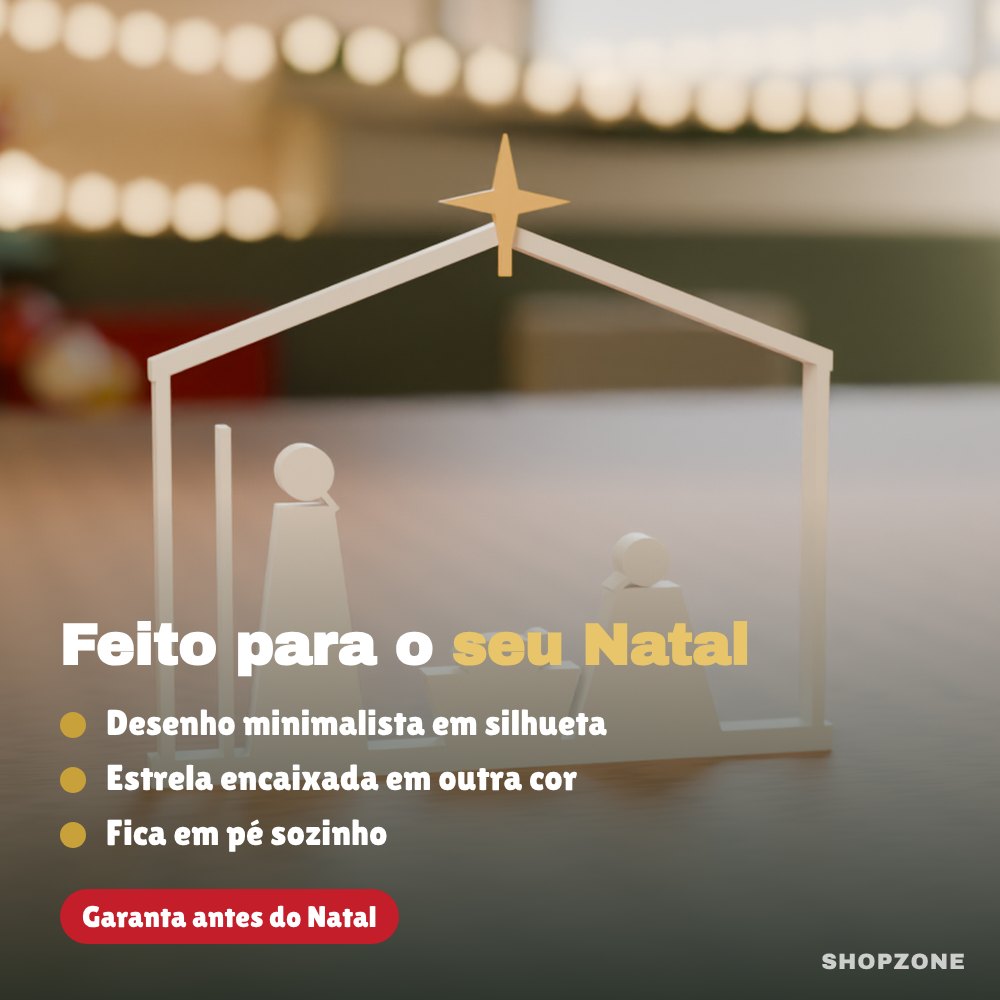 Feito para o seu Natal
Desenho minimalista em silhueta
Estrela encaixada em outra cor
Fica em pé sozinho
Garanta antes do Natal
SHOPZONE